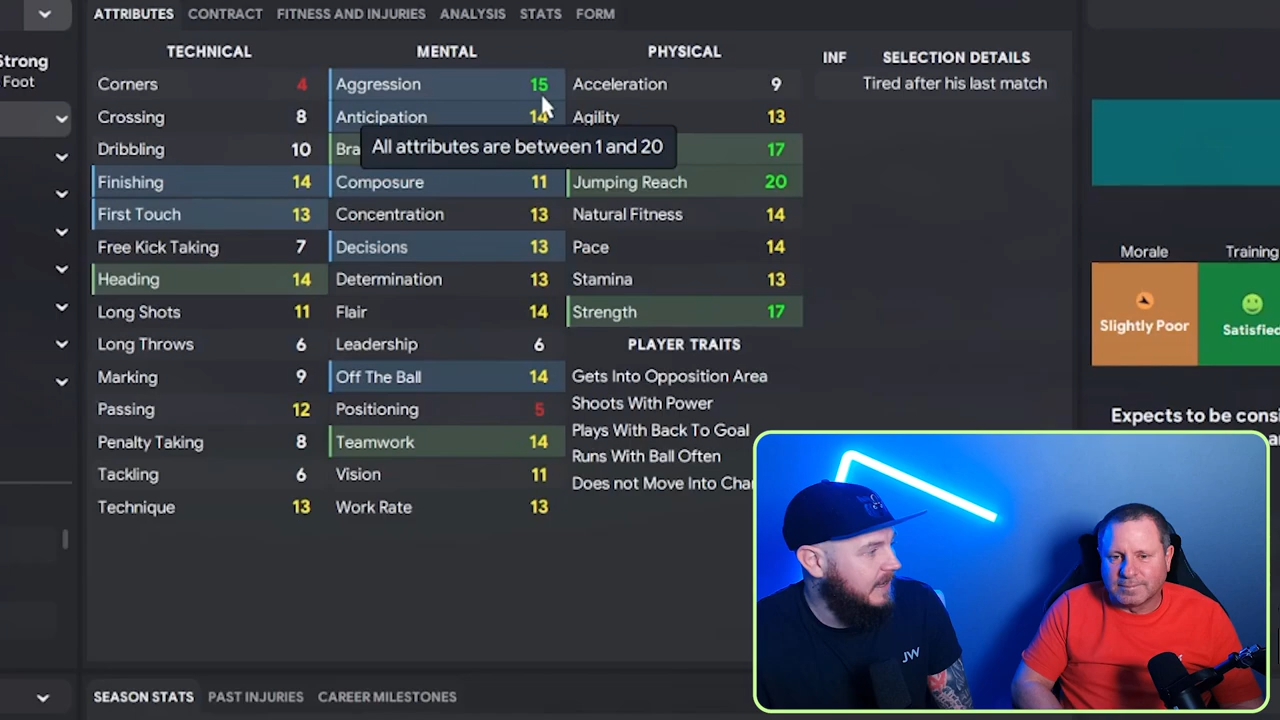 ATTRIBUTES CONTRACT FITNESS AND INJURIES ANALYSIS STATS FORM
Strong
Foot
TECHNICAL
Corners 4
Crossing 8
Dribbling 10
Finishing 14
First Touch 13
Free Kick Taking 7
Heading 14
Long Shots 11
Long Throws 6
Marking 9
Passing 12
Penalty Taking 8
Tackling 6
Technique 13
MENTAL
Aggression 15
Anticipation 14
Bra
All attributes are between 1 and 20
Composure 11
Concentration 13
Decisions 13
Determination 13
Flair 14
Leadership 6
Off The Ball 14
Positioning 5
Teamwork 14
Vision 11
Work Rate 13
PHYSICAL
Acceleration 9
Agility 13
17
Jumping Reach 20
Natural Fitness 14
Pace 14
Stamina 13
Strength 17
PLAYER TRAITS
Gets Into Opposition Area
Shoots With Power
Plays With Back To Goal
Runs With Ball Often
Does not Move Into Cha
INF SELECTION DETAILS
Tired after his last match
Morale Training
Slightly Poor Satisfied
Expects to be consi
JW
SEASON STATS PAST INJURIES CAREER MILESTONES